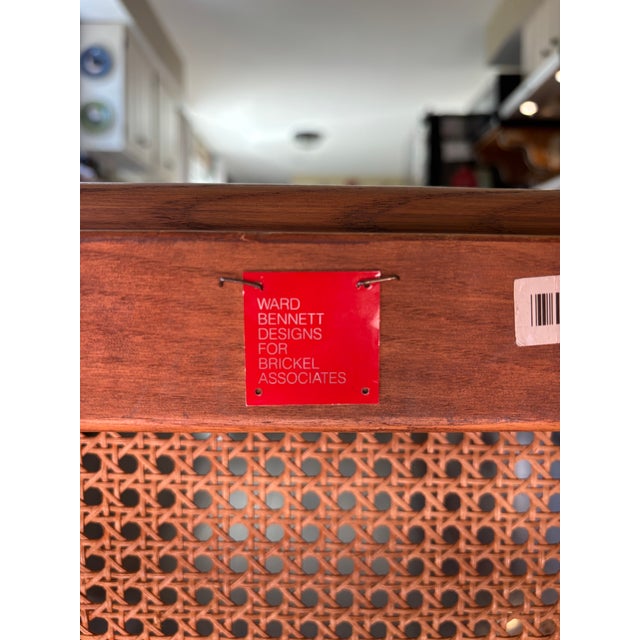 WARD
BENNETT
DESIGNS
FOR
BRICKEL
ASSOCIATES